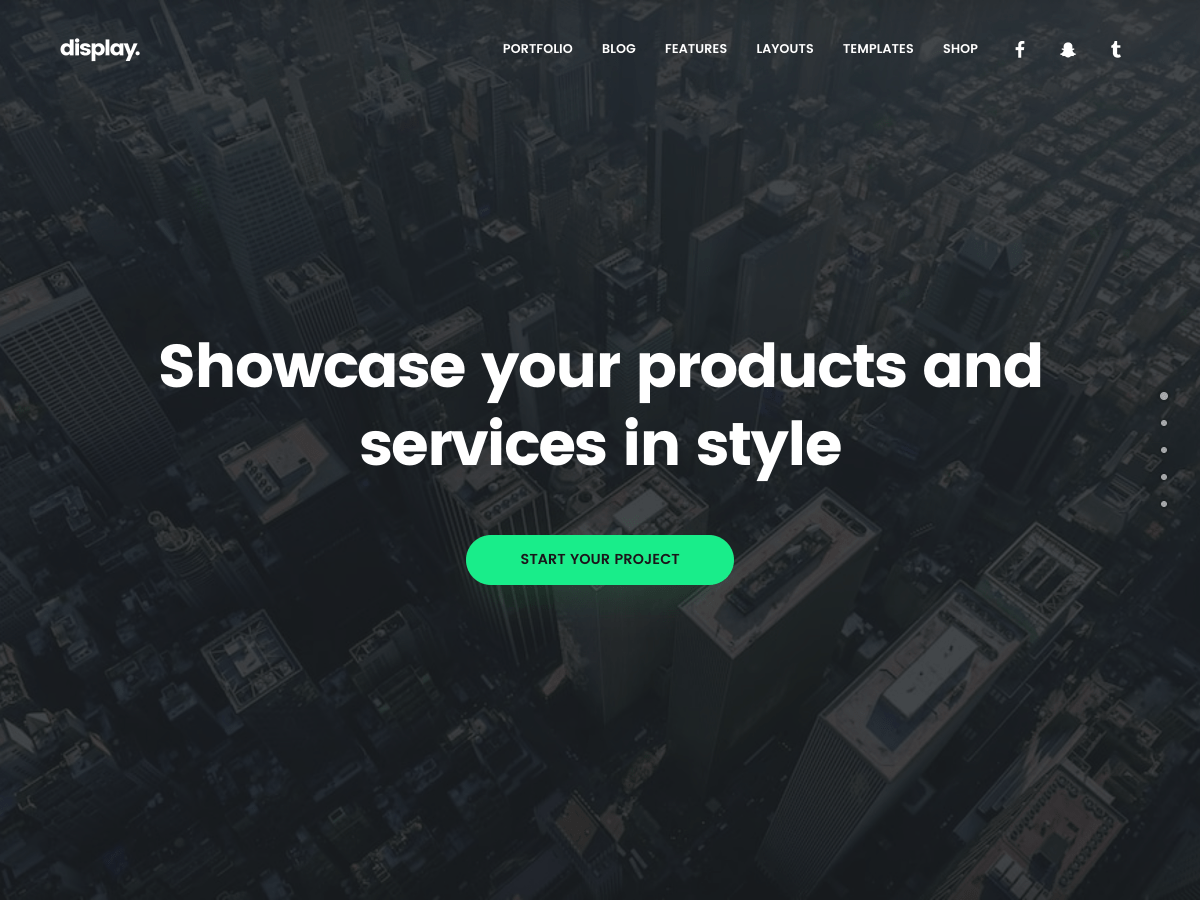 display.
PORTFOLIO BLOG FEATURES LAYOUTS TEMPLATES SHOP
Showcase your products and
services in style
START YOUR PROJECT